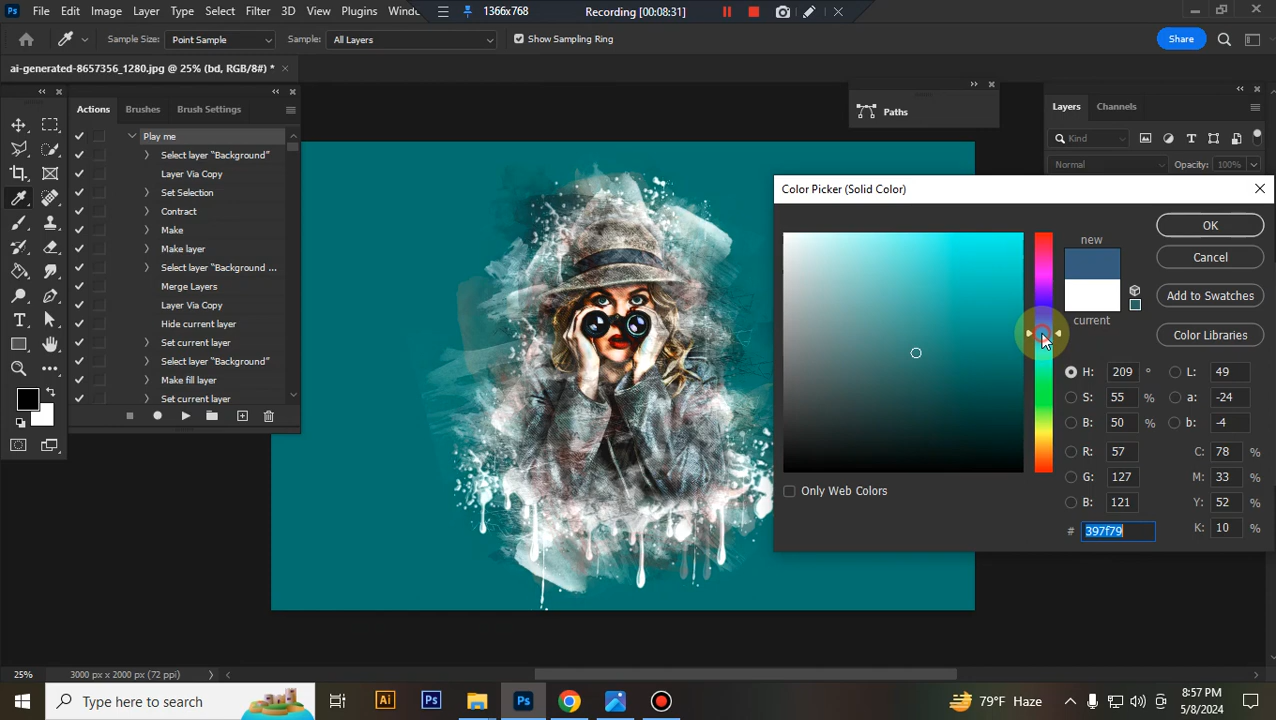 Ps File Edit Image Layer Type Select Filter 3D View Plugins Wind
1366x768 Recording [00:08:31]
Sample Size: Point Sample Sample: All Layers Show Sampling Ring Share
ai-generated-8657356_1280.jpg @ 25% (bd, RGB/8#) *
Actions Brushes Brush Settings
Play me
Select layer "Background"
Layer Via Copy
Set Selection
Contract
Make
Make layer
Select layer "Background ...
Merge Layers
Layer Via Copy
Hide current layer
Set current layer
Select layer "Background"
Make fill layer
Set current layer
Paths
Layers Channels
Kind
Normal Opacity: 100%
Color Picker (Solid Color)
new
current
OK
Cancel
Add to Swatches
Color Libraries
H: 209 ° L: 49
S: 55 % a: -24
B: 50 % b: -4
R: 57 C: 78 %
G: 127 M: 33 %
B: 121 Y: 52 %
# 397f79 K: 10 %
Only Web Colors
25% 3000 px x 2000 px (72 ppi)
Type here to search
Ai Ps Ps
79°F Haze
8:57 PM
5/8/2024